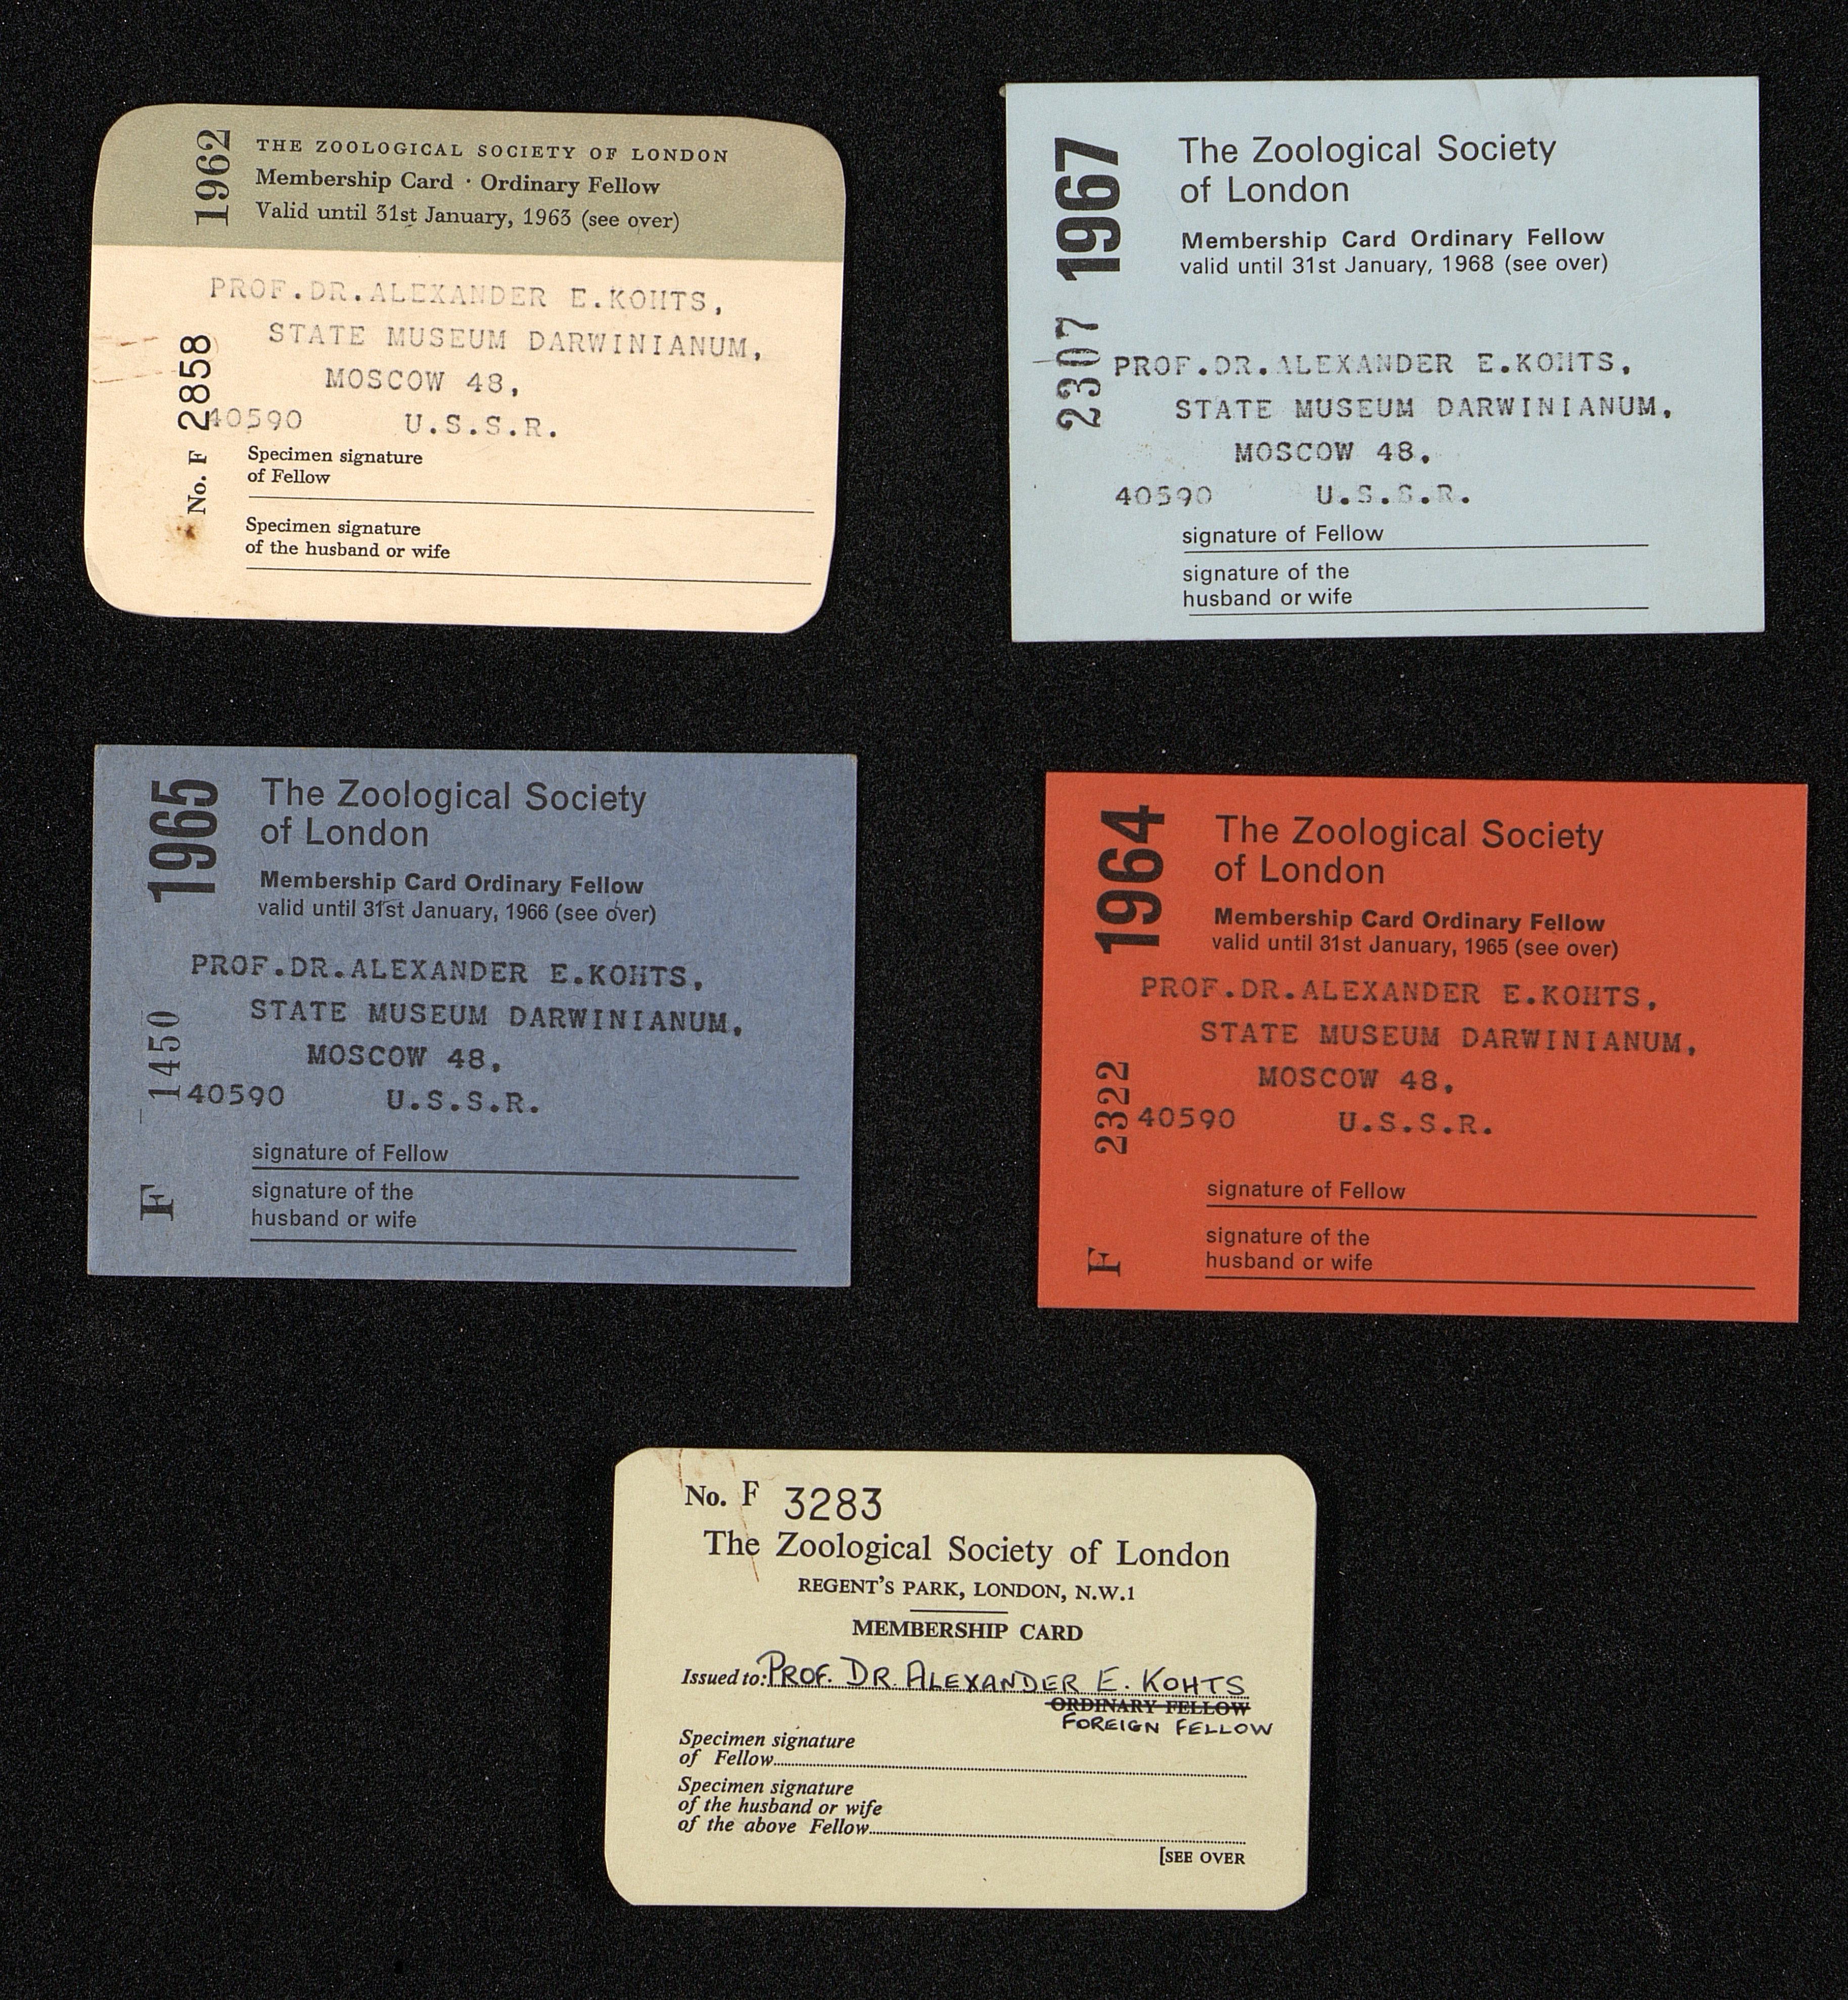 1962
THE ZOOLOGICAL SOCIETY OF LONDON
Membership Card · Ordinary Fellow
Valid until 31st January, 1963 (see over)
PROF.DR.ALEXANDER E.KOHTS,
STATE MUSEUM DARWINIANUM,
MOSCOW 48,
40590 U.S.S.R.
No. F 2858
Specimen signature
of Fellow
Specimen signature
of the husband or wife
1967
The Zoological Society
of London
Membership Card Ordinary Fellow
valid until 31st January, 1968 (see over)
2307
PROF.DR.ALEXANDER E.KOHTS,
STATE MUSEUM DARWINIANUM,
MOSCOW 48,
40590 U.S.S.R.
signature of Fellow
signature of the
husband or wife
1965
The Zoological Society
of London
Membership Card Ordinary Fellow
valid until 31st January, 1966 (see over)
PROF.DR.ALEXANDER E.KOHTS,
STATE MUSEUM DARWINIANUM,
MOSCOW 48,
40590 U.S.S.R.
F 1450
signature of Fellow
signature of the
husband or wife
1964
The Zoological Society
of London
Membership Card Ordinary Fellow
valid until 31st January, 1965 (see over)
PROF.DR.ALEXANDER E.KOHTS,
STATE MUSEUM DARWINIANUM,
MOSCOW 48,
40590 U.S.S.R.
F 2322
signature of Fellow
signature of the
husband or wife
No. F 3283
The Zoological Society of London
REGENT'S PARK, LONDON, N.W.1
MEMBERSHIP CARD
Issued to: PROF. DR. ALEXANDER E. KOHTS
ORDINARY FELLOW
FOREIGN FELLOW
Specimen signature
of Fellow
Specimen signature
of the husband or wife
of the above Fellow
[SEE OVER